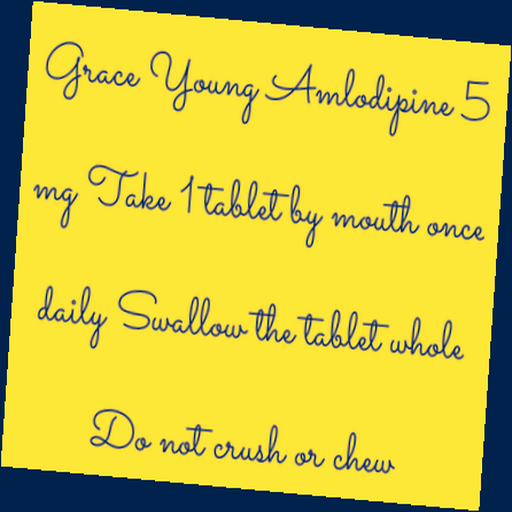 Grace Young Amlodipine 5
mg Take 1 tablet by mouth once
daily Swallow the tablet whole
Do not crush or chew